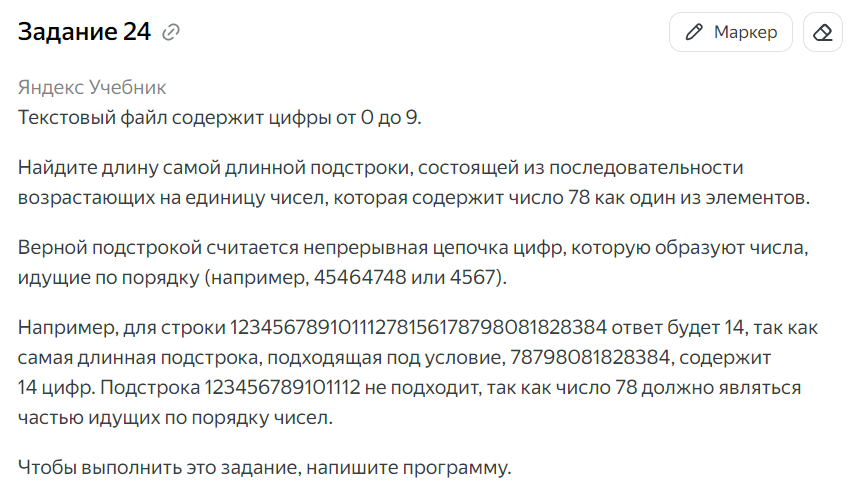 Задание 24
Маркер
Яндекс Учебник
Текстовый файл содержит цифры от 0 до 9.
Найдите длину самой длинной подстроки, состоящей из последовательности
возрастающих на единицу чисел, которая содержит число 78 как один из элементов.
Верной подстрокой считается непрерывная цепочка цифр, которую образуют числа,
идущие по порядку (например, 45464748 или 4567).
Например, для строки 1234567891011127815617879808182838​4 ответ будет 14, так как
самая длинная подстрока, подходящая под условие, 78798081828384, содержит
14 цифр. Подстрока 123456789101112 не подходит, так как число 78 должно являться
частью идущих по порядку чисел.
Чтобы выполнить это задание, напишите программу.